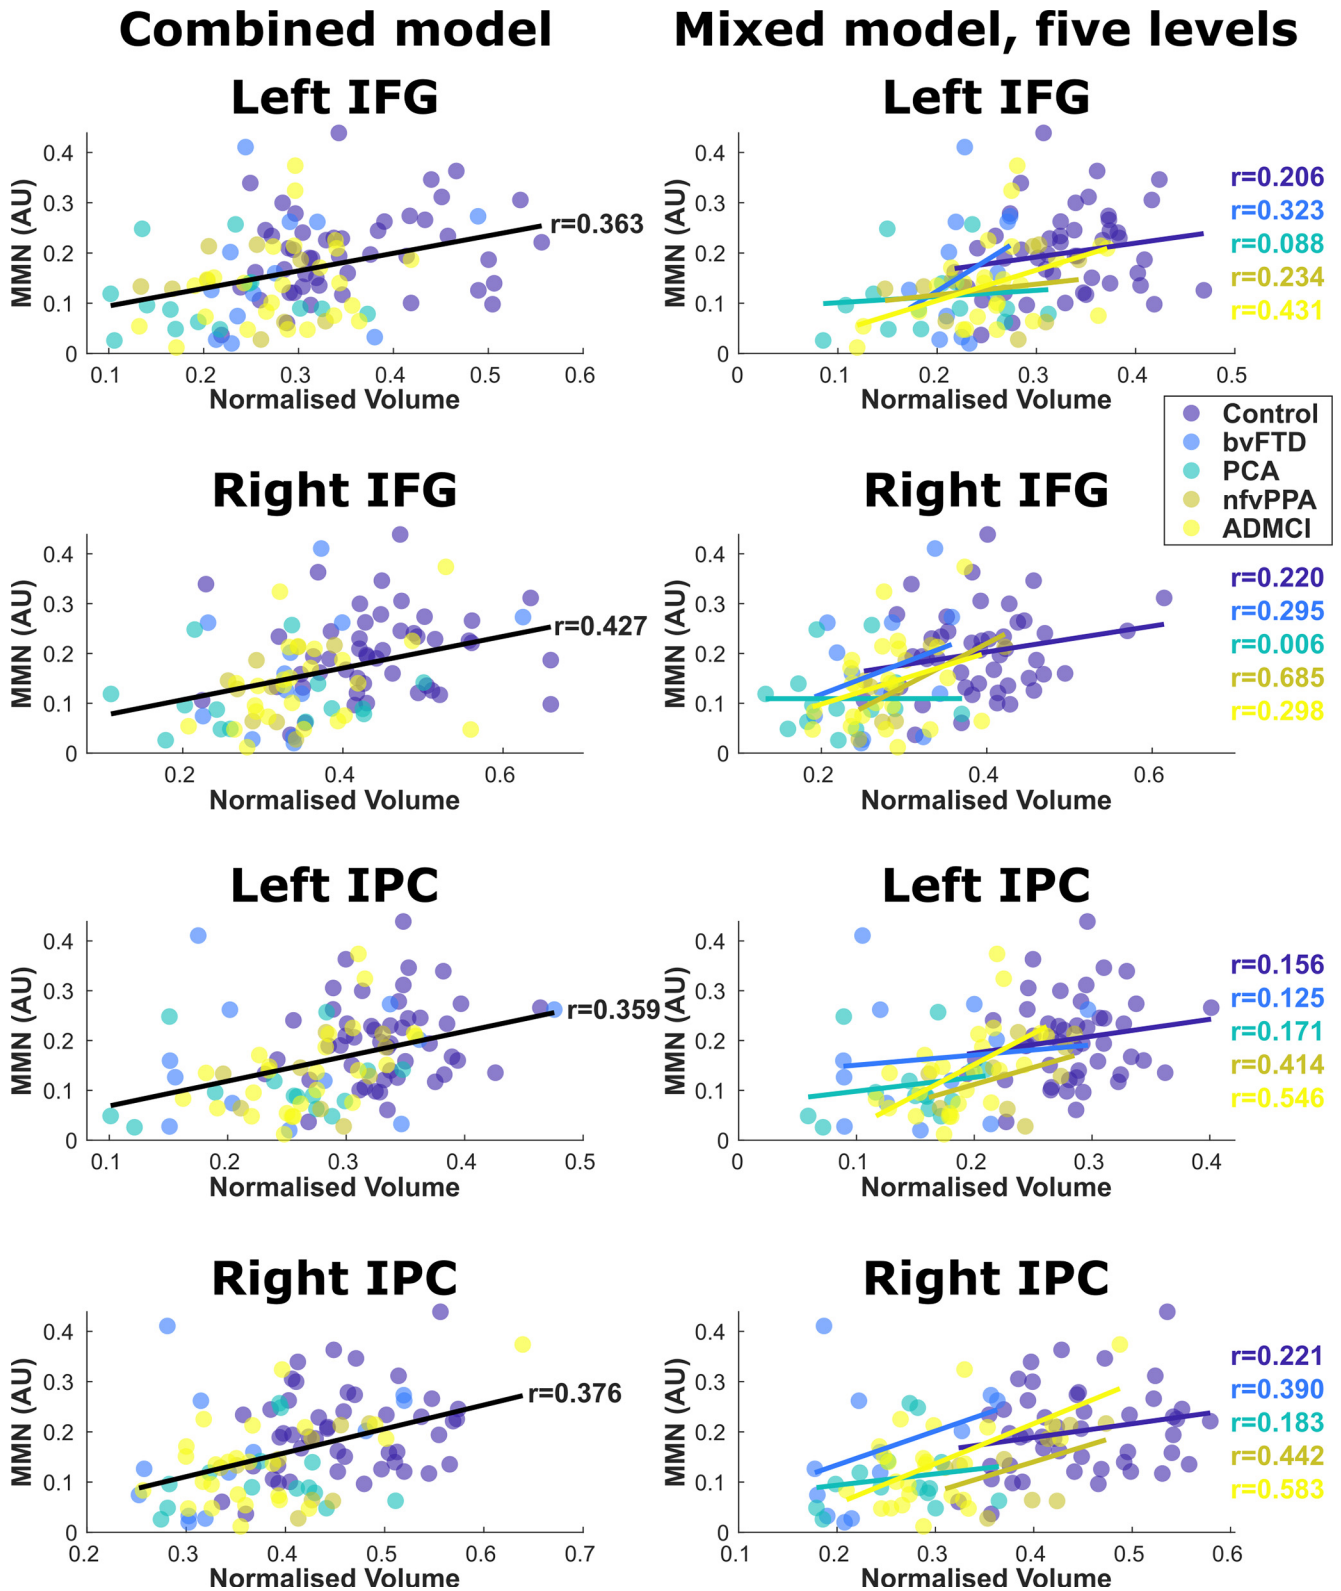 Combined model
Mixed model, five levels
Left IFG
Left IFG
MMN (AU)
0.4
0.3
0.2
0.1
0
r=0.363
0.1 0.2 0.3 0.4 0.5 0.6
Normalised Volume
MMN (AU)
0.4
0.3
0.2
0.1
0
r=0.206
r=0.323
r=0.088
r=0.234
r=0.431
0 0.1 0.2 0.3 0.4 0.5
Normalised Volume
Control
bvFTD
PCA
nfvPPA
ADMCI
Right IFG
Right IFG
MMN (AU)
0.4
0.3
0.2
0.1
0
r=0.427
0.2 0.4 0.6
Normalised Volume
MMN (AU)
0.4
0.3
0.2
0.1
0
r=0.220
r=0.295
r=0.006
r=0.685
r=0.298
0.2 0.4 0.6
Normalised Volume
Left IPC
Left IPC
MMN (AU)
0.4
0.3
0.2
0.1
0
r=0.359
0.1 0.2 0.3 0.4 0.5
Normalised Volume
MMN (AU)
0.4
0.3
0.2
0.1
0
r=0.156
r=0.125
r=0.171
r=0.414
r=0.546
0 0.1 0.2 0.3 0.4
Normalised Volume
Right IPC
Right IPC
MMN (AU)
0.4
0.3
0.2
0.1
0
r=0.376
0.2 0.3 0.4 0.5 0.6 0.7
Normalised Volume
MMN (AU)
0.4
0.3
0.2
0.1
0
r=0.221
r=0.390
r=0.183
r=0.442
r=0.583
0.1 0.2 0.3 0.4 0.5 0.6
Normalised Volume